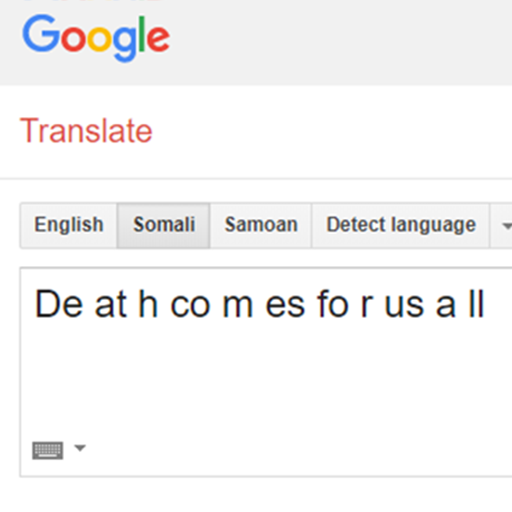 Google
Translate
English Somali Samoan Detect language
De at h co m es fo r us a ll